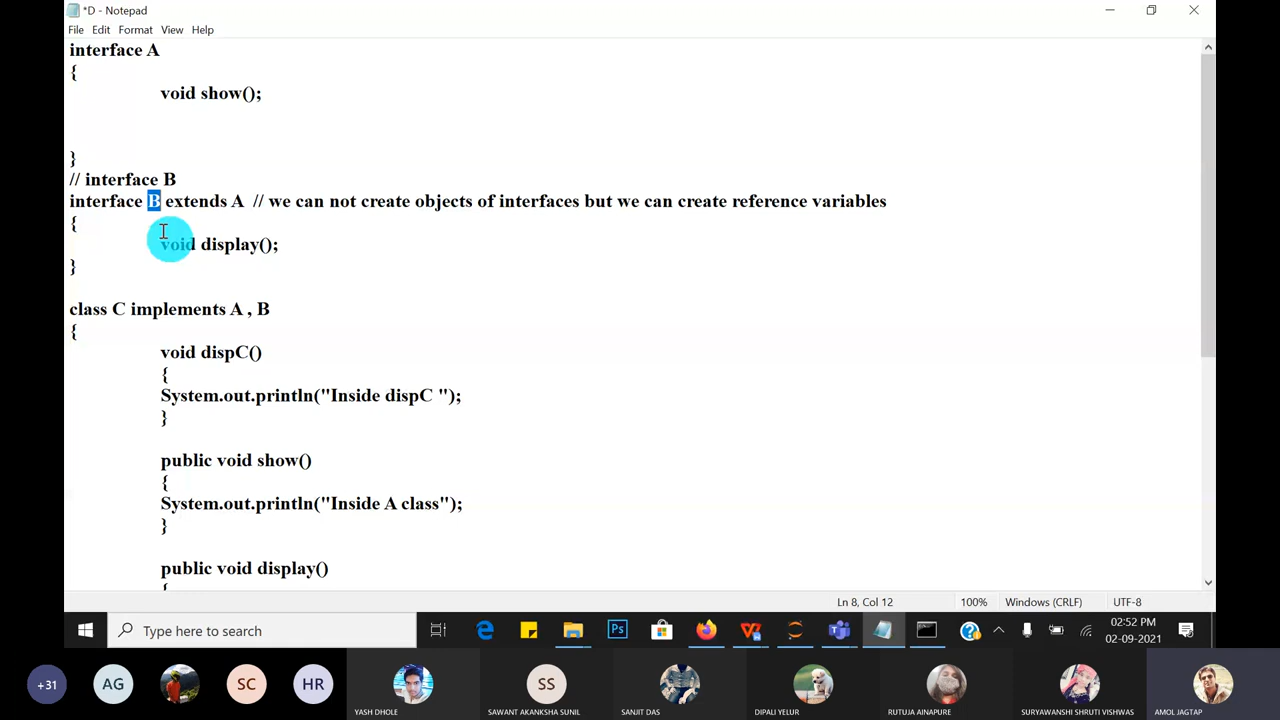 *D - Notepad
File Edit Format View Help
interface A
{
void show();
}
// interface B
interface B extends A // we can not create objects of interfaces but we can create reference variables
{
void display();
}
class C implements A , B
{
void dispC()
{
System.out.println("Inside dispC ");
}
public void show()
{
System.out.println("Inside A class");
}
public void display()
{
Ln 8, Col 12 100% Windows (CRLF) UTF-8
Type here to search
Ps
02:52 PM
02-09-2021
+31 AG SC HR SS
YASH DHOLE SAWANT AKANKSHA SUNIL SANJIT DAS DIPALI YELUR RUTUJA AINAPURE SURYAWANSHI SHRUTI VISHWAS AMOL JAGTAP